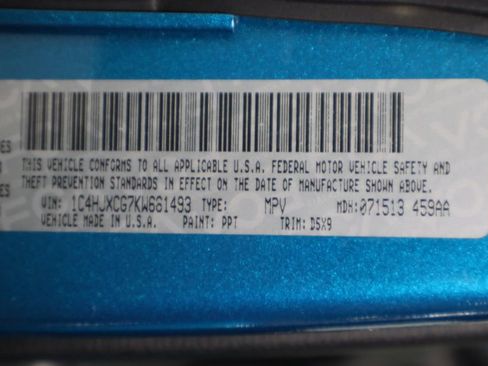 THIS VEHICLE CONFORMS TO ALL APPLICABLE U.S.A. FEDERAL MOTOR VEHICLE SAFETY AND
THEFT PREVENTION STANDARDS IN EFFECT ON THE DATE OF MANUFACTURE SHOWN ABOVE.
VIN: 1C4HJXCG7KW661493 TYPE: MPV MDH: 071513 459AA
VEHICLE MADE IN U.S.A. PAINT: PPT TRIM: D5X9